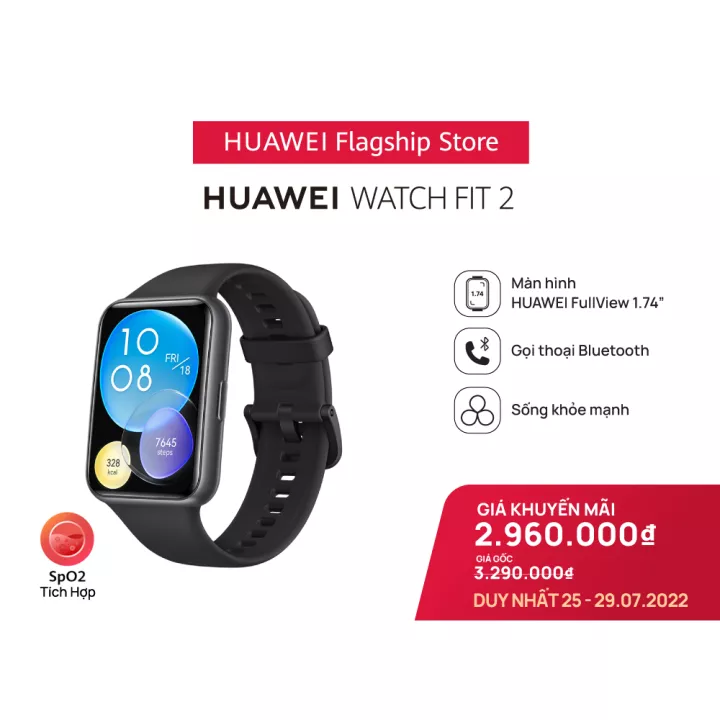 HUAWEI Flagship Store
HUAWEI WATCH FIT 2
Màn hình
HUAWEI FullView 1.74”
1.74
Gọi thoại Bluetooth
Sống khỏe mạnh
10
08
FRI/
18
7645
steps
328
kcal
SpO2
Tích Hợp
GIÁ KHUYẾN MÃI
2.960.000₫
GIÁ GỐC
3.290.000₫
DUY NHẤT 25 - 29.07.2022